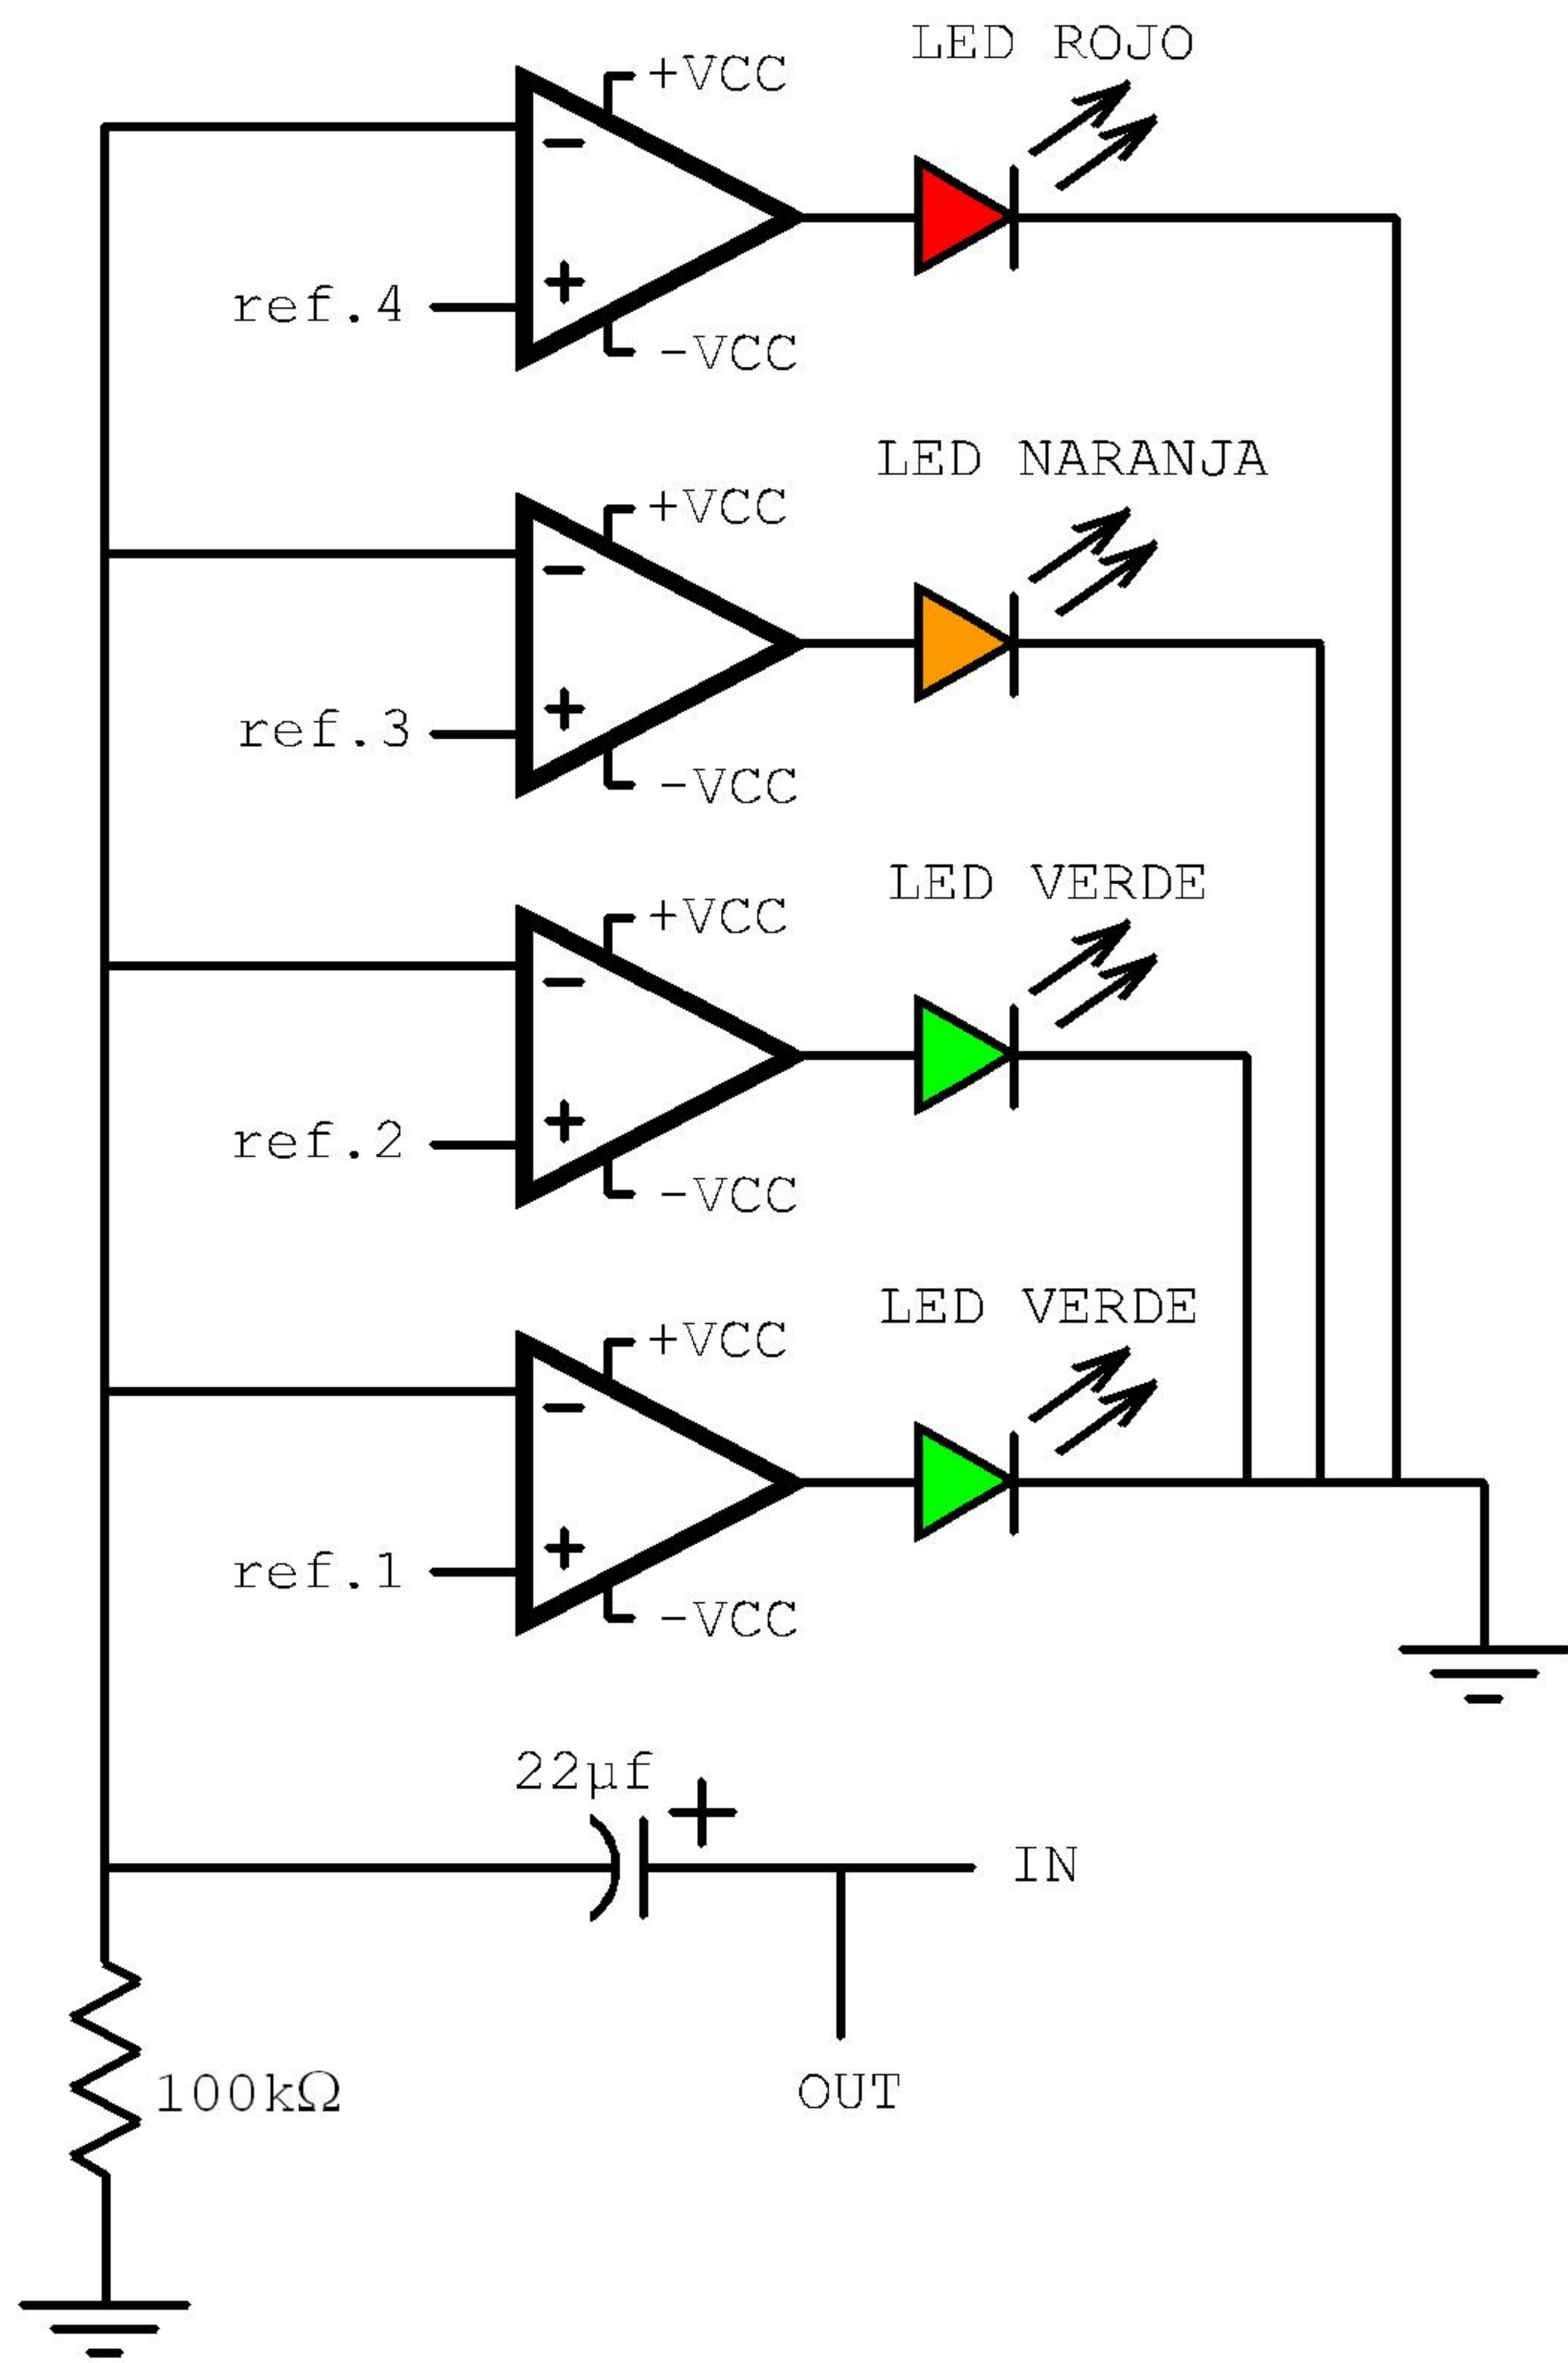 LED ROJO
+VCC
-
+
ref.4
-VCC
LED NARANJA
+VCC
-
+
ref.3
-VCC
LED VERDE
+VCC
-
+
ref.2
-VCC
LED VERDE
+VCC
-
+
ref.1
-VCC
22µf
+
IN
OUT
100kΩ